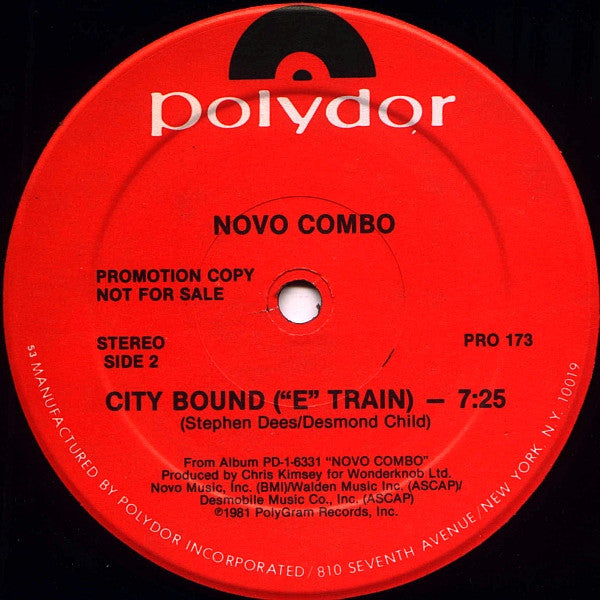 polydor
NOVO COMBO
PROMOTION COPY
NOT FOR SALE
STEREO
SIDE 2
PRO 173
CITY BOUND ("E" TRAIN) — 7:25
(Stephen Dees/Desmond Child)
From Album PD-1-6331 "NOVO COMBO"
Produced by Chris Kimsey for Wonderknob Ltd.
Novo Music, Inc. (BMI)/Walden Music Inc. (ASCAP)/
Desmobile Music Co., Inc. (ASCAP)
℗1981 PolyGram Records, Inc.
53 MANUFACTURED BY POLYDOR INCORPORATED/810 SEVENTH AVENUE/NEW YORK, N.Y. 10019